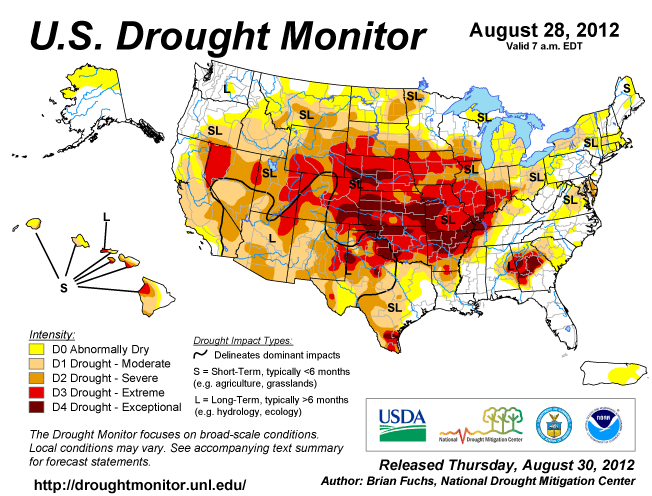 U.S. Drought Monitor
August 28, 2012
Valid 7 a.m. EDT
L
SL
S
SL
SL
SL
SL
SL
SL
SL
SL
SL
SL
L
SL
L
SL
L
S
Intensity:
D0 Abnormally Dry
D1 Drought - Moderate
D2 Drought - Severe
D3 Drought - Extreme
D4 Drought - Exceptional
Drought Impact Types:
Delineates dominant impacts
S = Short-Term, typically <6 months
(e.g. agriculture, grasslands)
L = Long-Term, typically >6 months
(e.g. hydrology, ecology)
USDA
National Drought Mitigation Center
NOAA
The Drought Monitor focuses on broad-scale conditions.
Local conditions may vary. See accompanying text summary
for forecast statements.
http://droughtmonitor.unl.edu/
Released Thursday, August 30, 2012
Author: Brian Fuchs, National Drought Mitigation Center